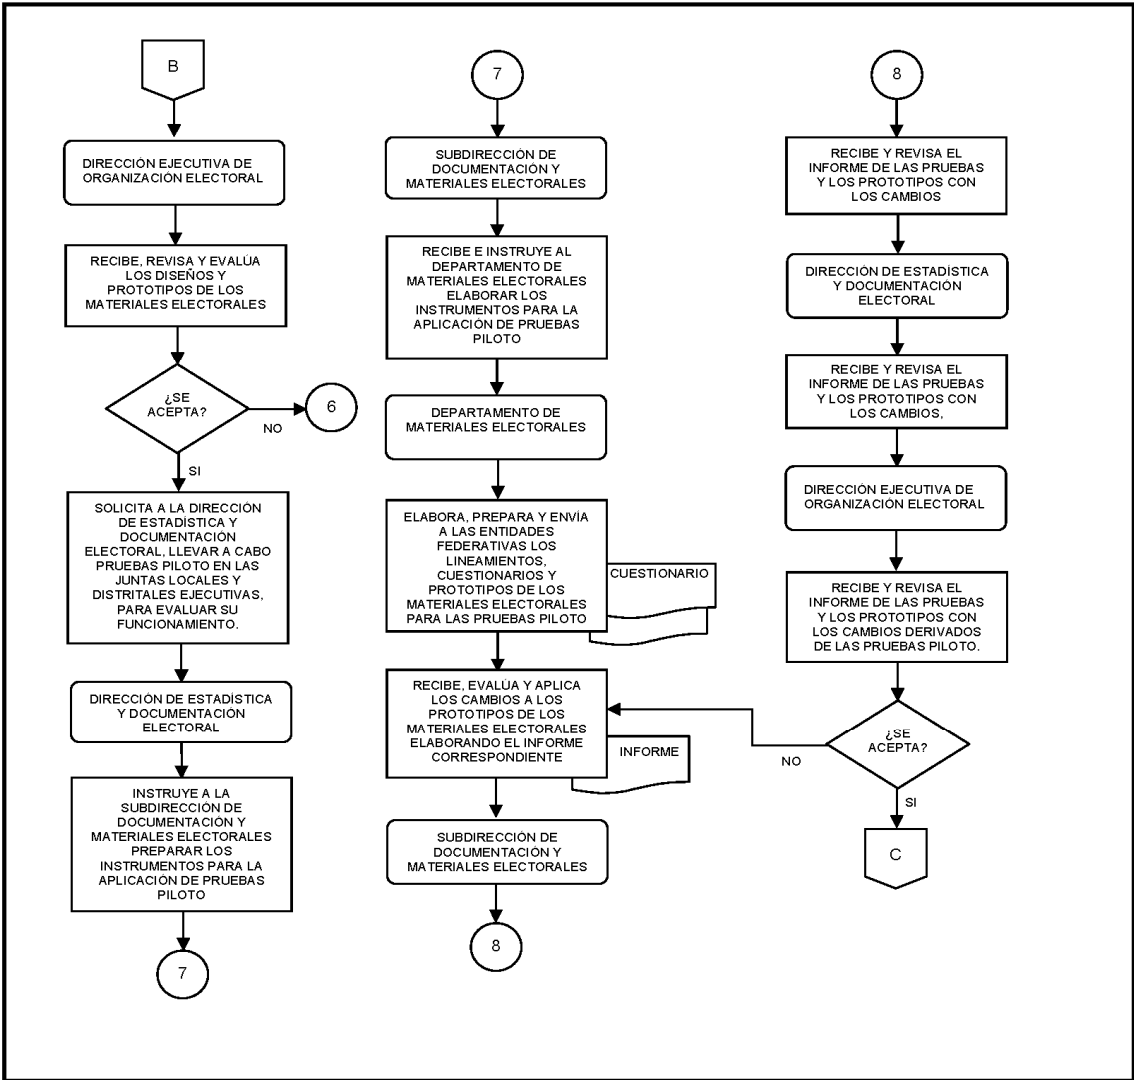 B
DIRECCIÓN EJECUTIVA DE
ORGANIZACIÓN ELECTORAL
RECIBE, REVISA Y EVALÚA
LOS DISEÑOS Y
PROTOTIPOS DE LOS
MATERIALES ELECTORALES
¿SE
ACEPTA?
NO
6
SI
SOLICITA A LA DIRECCIÓN
DE ESTADÍSTICA Y
DOCUMENTACIÓN
ELECTORAL, LLEVAR A CABO
PRUEBAS PILOTO EN LAS
JUNTAS LOCALES Y
DISTRITALES EJECUTIVAS,
PARA EVALUAR SU
FUNCIONAMIENTO.
DIRECCIÓN DE ESTADÍSTICA
Y DOCUMENTACIÓN
ELECTORAL
INSTRUYE A LA
SUBDIRECCIÓN DE
DOCUMENTACIÓN Y
MATERIALES ELECTORALES
PREPARAR LOS
INSTRUMENTOS PARA LA
APLICACIÓN DE PRUEBAS
PILOTO
7
7
SUBDIRECCIÓN DE
DOCUMENTACIÓN Y
MATERIALES ELECTORALES
RECIBE E INSTRUYE AL
DEPARTAMENTO DE
MATERIALES ELECTORALES
ELABORAR LOS
INSTRUMENTOS PARA LA
APLICACIÓN DE PRUEBAS
PILOTO
DEPARTAMENTO DE
MATERIALES ELECTORALES
ELABORA, PREPARA Y ENVÍA
A LAS ENTIDADES
FEDERATIVAS LOS
LINEAMIENTOS,
CUESTIONARIOS Y
PROTOTIPOS DE LOS
MATERIALES ELECTORALES
PARA LAS PRUEBAS PILOTO
CUESTIONARIO
RECIBE, EVALÚA Y APLICA
LOS CAMBIOS A LOS
PROTOTIPOS DE LOS
MATERIALES ELECTORALES
ELABORANDO EL INFORME
CORRESPONDIENTE
INFORME
SUBDIRECCIÓN DE
DOCUMENTACIÓN Y
MATERIALES ELECTORALES
8
8
RECIBE Y REVISA EL
INFORME DE LAS PRUEBAS
Y LOS PROTOTIPOS CON
LOS CAMBIOS
DIRECCIÓN DE ESTADÍSTICA
Y DOCUMENTACIÓN
ELECTORAL
RECIBE Y REVISA EL
INFORME DE LAS PRUEBAS
Y LOS PROTOTIPOS CON
LOS CAMBIOS,
DIRECCIÓN EJECUTIVA DE
ORGANIZACIÓN ELECTORAL
RECIBE Y REVISA EL
INFORME DE LAS PRUEBAS
Y LOS PROTOTIPOS CON
LOS CAMBIOS DERIVADOS
DE LAS PRUEBAS PILOTO.
¿SE
ACEPTA?
NO
SI
C